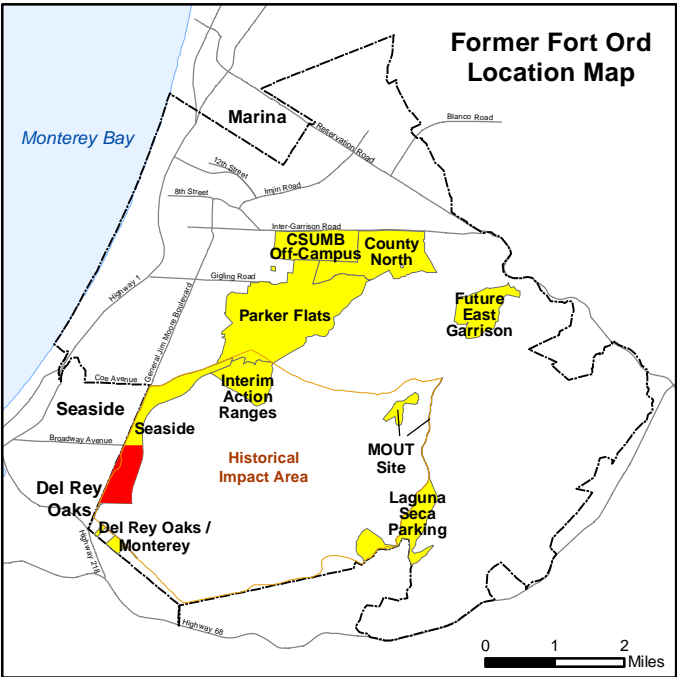 Former Fort Ord
Location Map
Marina
Blanco Road
Monterey Bay
Reservation Road
12th Street
Imjin Road
8th Street
Inter-Garrison Road
CSUMB
Off-Campus
County
North
Gigling Road
Highway 1
General Jim Moore Boulevard
Future
East
Garrison
Parker Flats
Coe Avenue
Interim
Action
Ranges
Seaside
Seaside
Broadway Avenue
MOUT
Site
Historical
Impact Area
Del Rey
Oaks
Laguna
Seca
Parking
Del Rey Oaks /
Monterey
Highway 218
Highway 68
0 1 2
Miles